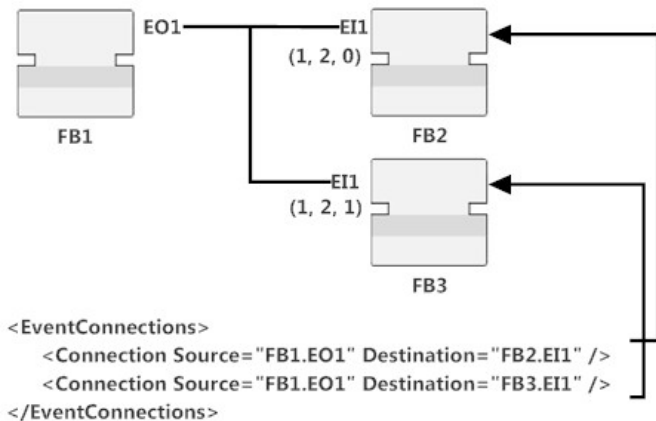 EO1
EI1
(1, 2, 0)
FB1
FB2
EI1
(1, 2, 1)
FB3
<EventConnections>
<Connection Source="FB1.EO1" Destination="FB2.EI1" />
<Connection Source="FB1.EO1" Destination="FB3.EI1" />
</EventConnections>